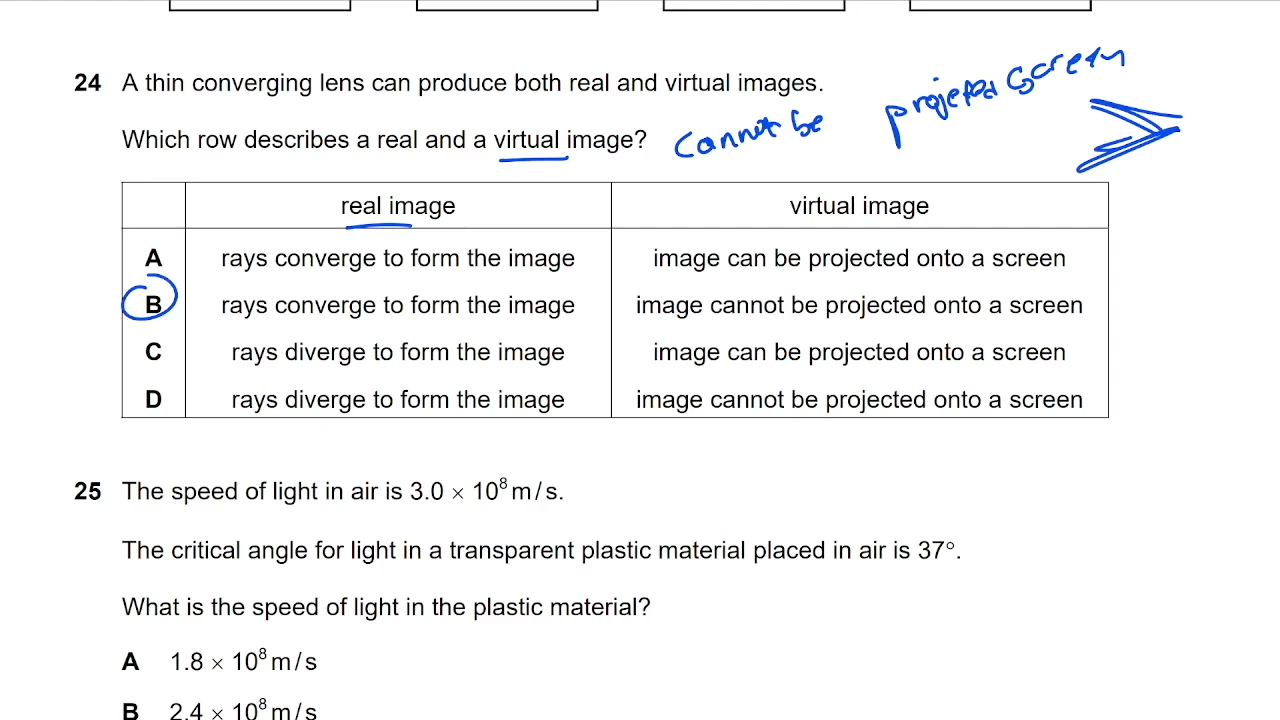 24 A thin converging lens can produce both real and virtual images.
projected screen
Which row describes a real and a virtual image? cannot be
real image virtual image
A rays converge to form the image image can be projected onto a screen
B rays converge to form the image image cannot be projected onto a screen
C rays diverge to form the image image can be projected onto a screen
D rays diverge to form the image image cannot be projected onto a screen
25 The speed of light in air is 3.0 × 10⁸ m/s.
The critical angle for light in a transparent plastic material placed in air is 37°.
What is the speed of light in the plastic material?
A 1.8 × 10⁸ m/s
B 2.4 × 10⁸ m/s